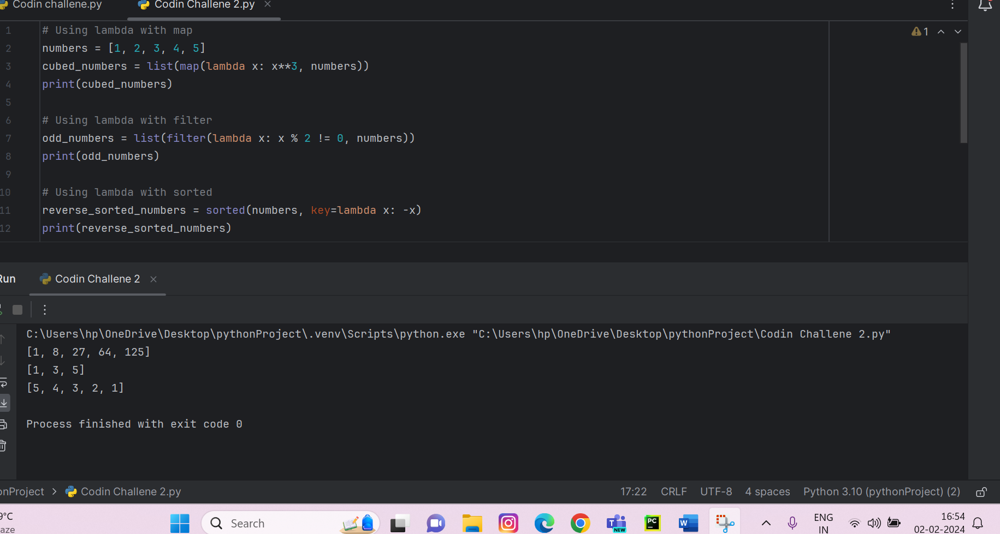 Codin challene.py Codin Challene 2.py
1
1 # Using lambda with map
2 numbers = [1, 2, 3, 4, 5]
3 cubed_numbers = list(map(lambda x: x**3, numbers))
4 print(cubed_numbers)
5
6 # Using lambda with filter
7 odd_numbers = list(filter(lambda x: x % 2 != 0, numbers))
8 print(odd_numbers)
9
10 # Using lambda with sorted
11 reverse_sorted_numbers = sorted(numbers, key=lambda x: -x)
12 print(reverse_sorted_numbers)
Run Codin Challene 2
C:\Users\hp\OneDrive\Desktop\pythonProject\.venv\Scripts\python.exe "C:\Users\hp\OneDrive\Desktop\pythonProject\Codin Challene 2.py"
[1, 8, 27, 64, 125]
[1, 3, 5]
[5, 4, 3, 2, 1]
Process finished with exit code 0
onProject > Codin Challene 2.py 17:22 CRLF UTF-8 4 spaces Python 3.10 (pythonProject) (2)
9°C
aze
Search
T NEW
PC
W
ENG
IN
16:54
02-02-2024